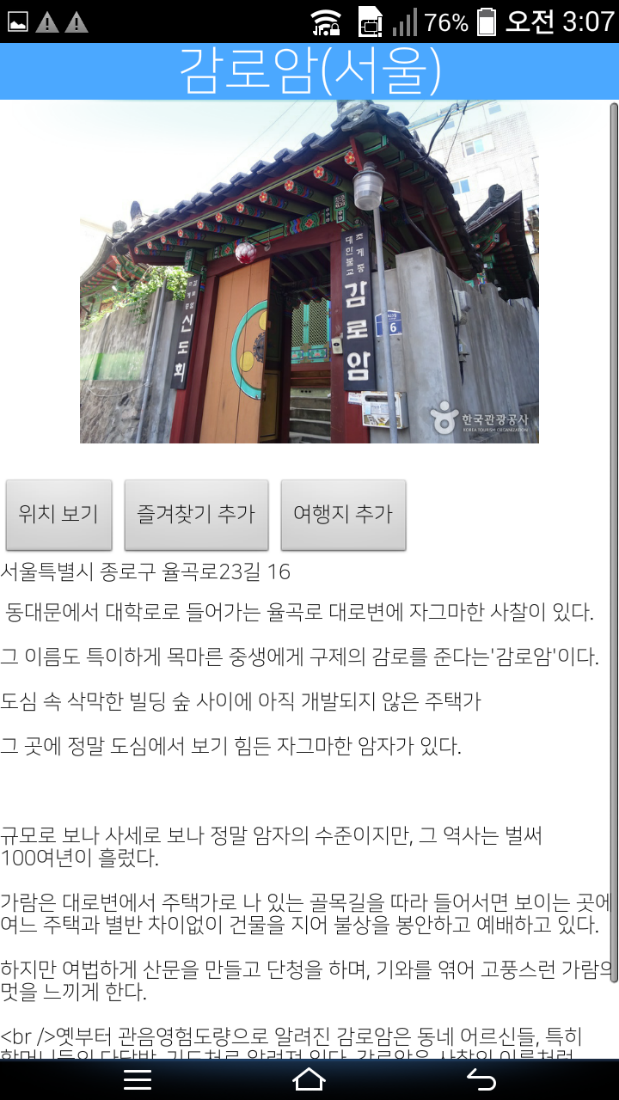 76% 오전 3:07
감로암(서울)
조계종
대한불교
감로암
신도회
6
한국관광공사
KOREA TOURISM ORGANIZATION
위치 보기 즐겨찾기 추가 여행지 추가
서울특별시 종로구 율곡로23길 16
동대문에서 대학로로 들어가는 율곡로 대로변에 자그마한 사찰이 있다.
그 이름도 특이하게 목마른 중생에게 구제의 감로를 준다는'감로암'이다.
도심 속 삭막한 빌딩 숲 사이에 아직 개발되지 않은 주택가
그 곳에 정말 도심에서 보기 힘든 자그마한 암자가 있다.
규모로 보나 사세로 보나 정말 암자의 수준이지만, 그 역사는 벌써
100여년이 흘렀다.
가람은 대로변에서 주택가로 나 있는 골목길을 따라 들어서면 보이는 곳에
여느 주택과 별반 차이없이 건물을 지어 불상을 봉안하고 예배하고 있다.
하지만 여법하게 산문을 만들고 단청을 하며, 기와를 엮어 고풍스런 가람의
멋을 느끼게 한다.
<br />옛부터 관음영험도량으로 알려진 감로암은 동네 어르신들, 특히